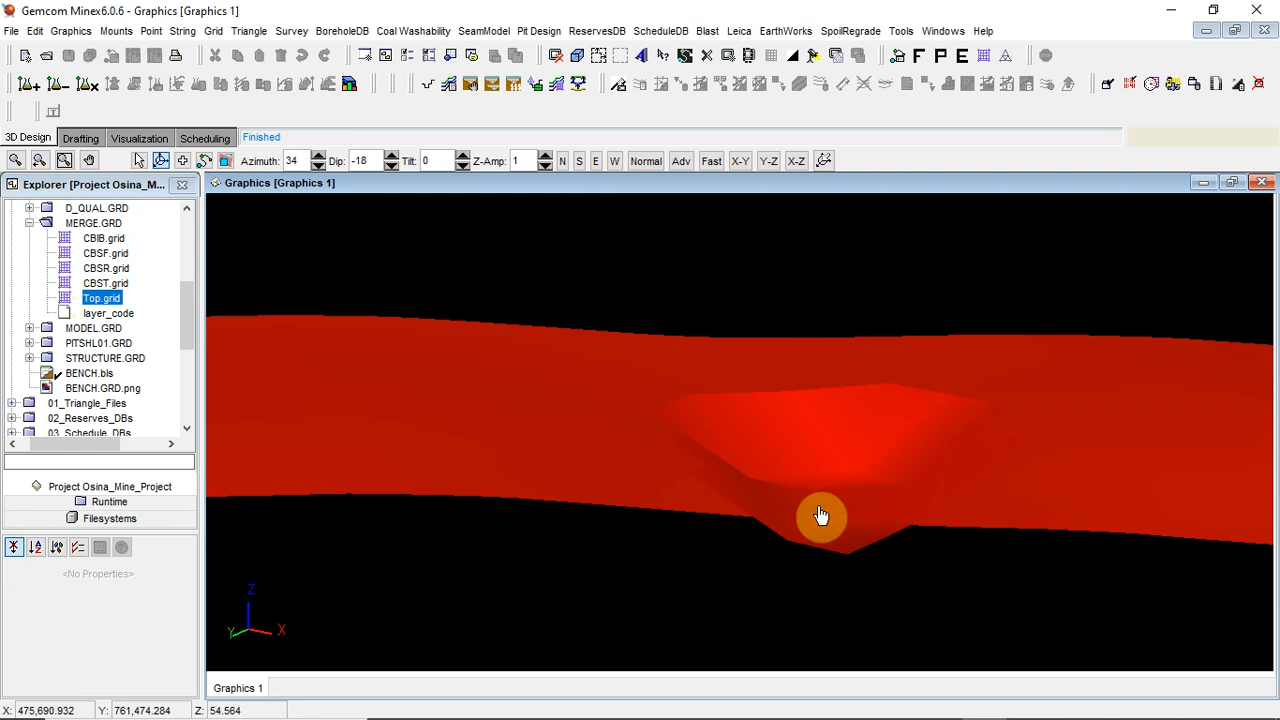 Gemcom Minex6.0.6 - Graphics [Graphics 1]
File Edit Graphics Mounts Point String Grid Triangle Survey BoreholeDB Coal Washability SeamModel Pit Design ReservesDB ScheduleDB Blast Leica EarthWorks SpoilRegrade Tools Windows Help
F P E
3D Design Drafting Visualization Scheduling Finished
Azimuth: 34 Dip: -18 Tilt: 0 Z-Amp: 1 N S E W Normal Adv Fast X-Y Y-Z X-Z
Explorer [Project Osina_M... Graphics [Graphics 1]
D_QUAL.GRD
MERGE.GRD
CBIB.grid
CBSF.grid
CBSR.grid
CBST.grid
Top.grid
layer_code
MODEL.GRD
PITSHL01.GRD
STRUCTURE.GRD
BENCH.bls
BENCH.GRD.png
01_Triangle_Files
02_Reserves_DBs
03_Schedule_DBs
Project Osina_Mine_Project
Runtime
Filesystems
<No Properties>
Z
Y X
Graphics 1
X: 475,690.932 Y: 761,474.284 Z: 54.564